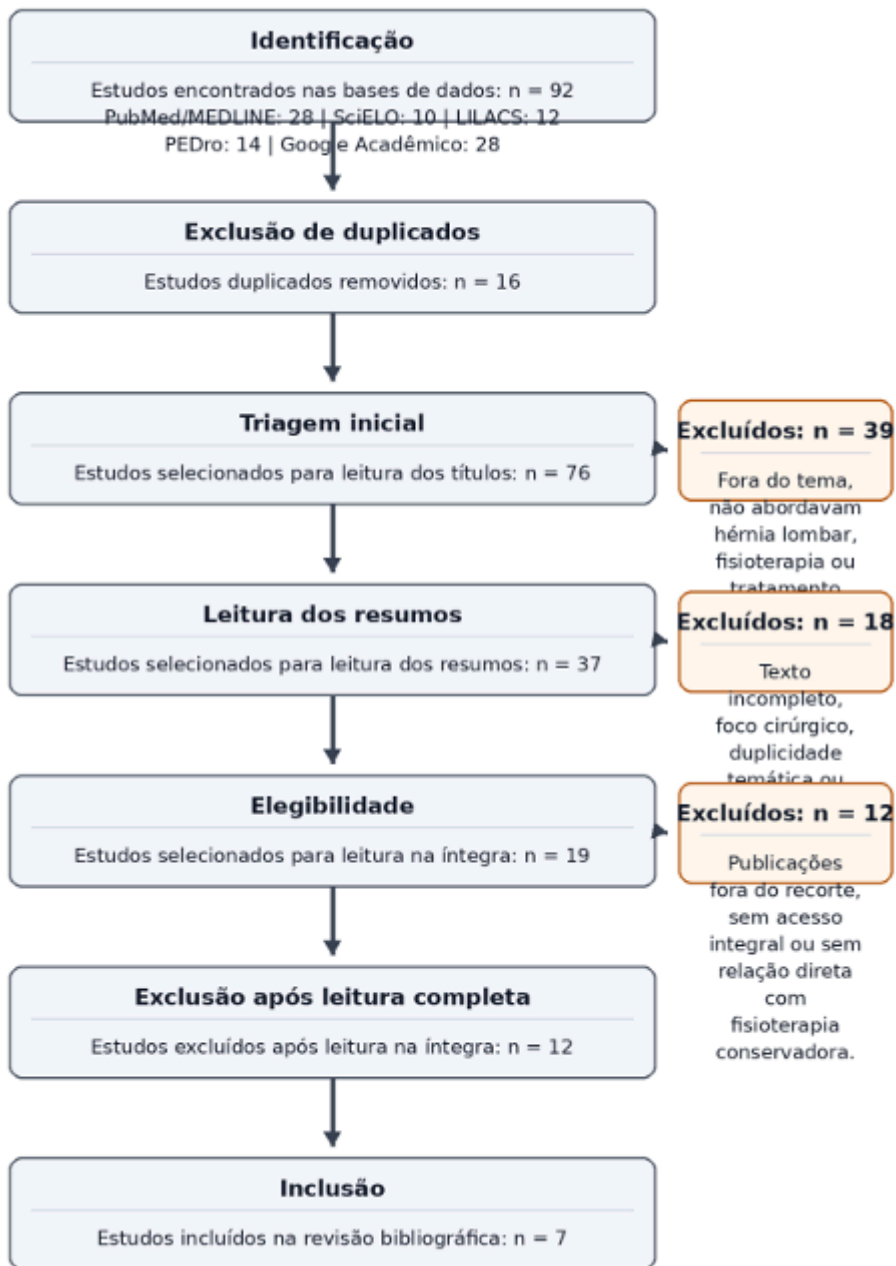 Identificação
Estudos encontrados nas bases de dados: n = 92
PubMed/MEDLINE: 28 | SciELO: 10 | LILACS: 12
PEDro: 14 | Google Acadêmico: 28
Exclusão de duplicados
Estudos duplicados removidos: n = 16
Triagem inicial
Estudos selecionados para leitura dos títulos: n = 76
Excluídos: n = 39
Fora do tema,
não abordavam
hérnia lombar,
fisioterapia ou
tratamento
Leitura dos resumos
Estudos selecionados para leitura dos resumos: n = 37
Excluídos: n = 18
Texto
incompleto,
foco cirúrgico,
duplicidade
temática ou
Elegibilidade
Estudos selecionados para leitura na íntegra: n = 19
Excluídos: n = 12
Publicações
fora do recorte,
sem acesso
integral ou sem
relação direta
com
fisioterapia
conservadora.
Exclusão após leitura completa
Estudos excluídos após leitura na íntegra: n = 12
Inclusão
Estudos incluídos na revisão bibliográfica: n = 7